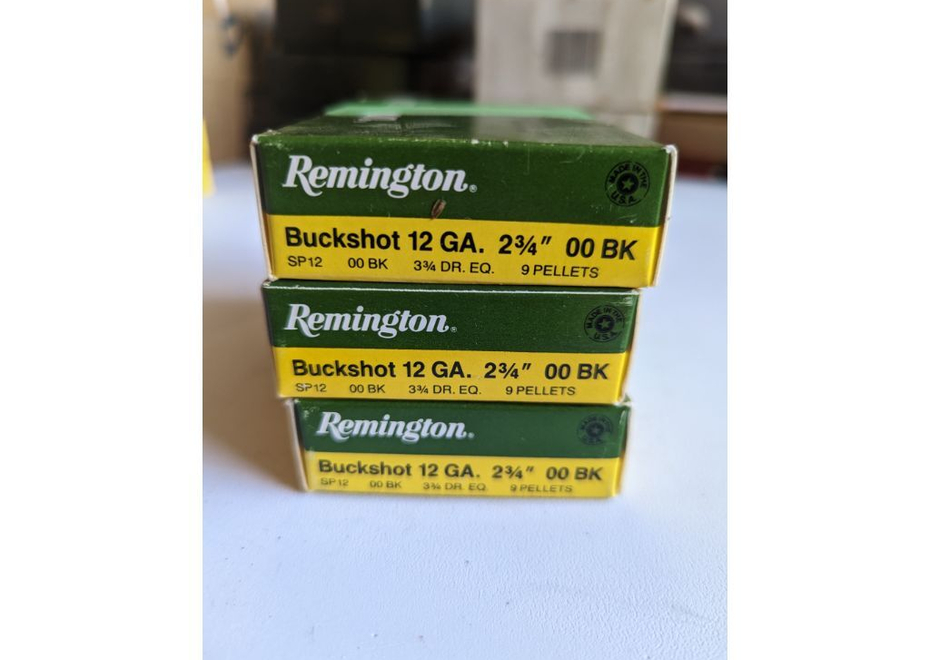 Remington®
MADE IN THE U.S.A.
Buckshot 12 GA. 2¾" 00 BK
SP12 00 BK 3¾ DR. EQ. 9 PELLETS
Remington®
MADE IN THE U.S.A.
Buckshot 12 GA. 2¾" 00 BK
SP12 00 BK 3¾ DR. EQ. 9 PELLETS
Remington®
Buckshot 12 GA. 2¾" 00 BK
SP12 00 BK 3¾ DR. EQ. 9 PELLETS